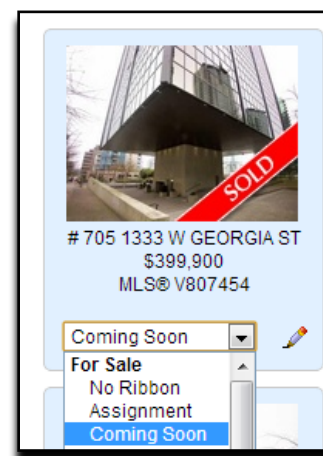 SOLD
# 705 1333 W GEORGIA ST
$399,900
MLS® V807454
Coming Soon
For Sale
No Ribbon
Assignment
Coming Soon